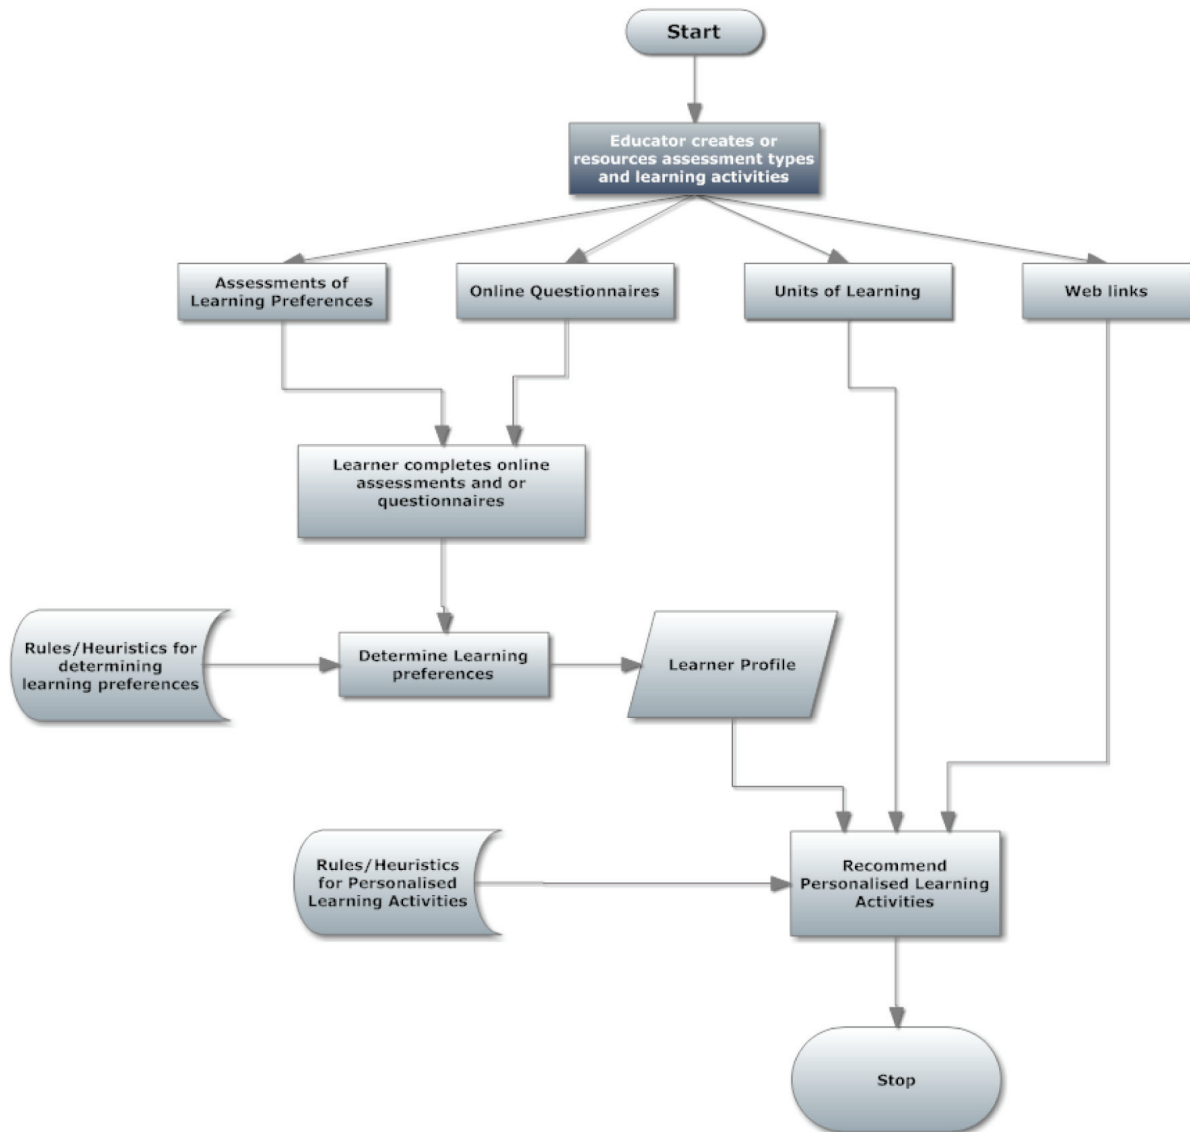 Start
Educator creates or
resources assessment types
and learning activities
Assessments of
Learning Preferences
Online Questionnaires
Units of Learning
Web links
Learner completes online
assessments and or
questionnaires
Rules/Heuristics for
determining
learning preferences
Determine Learning
preferences
Learner Profile
Rules/Heuristics
for Personalised
Learning Activities
Recommend
Personalised Learning
Activities
Stop